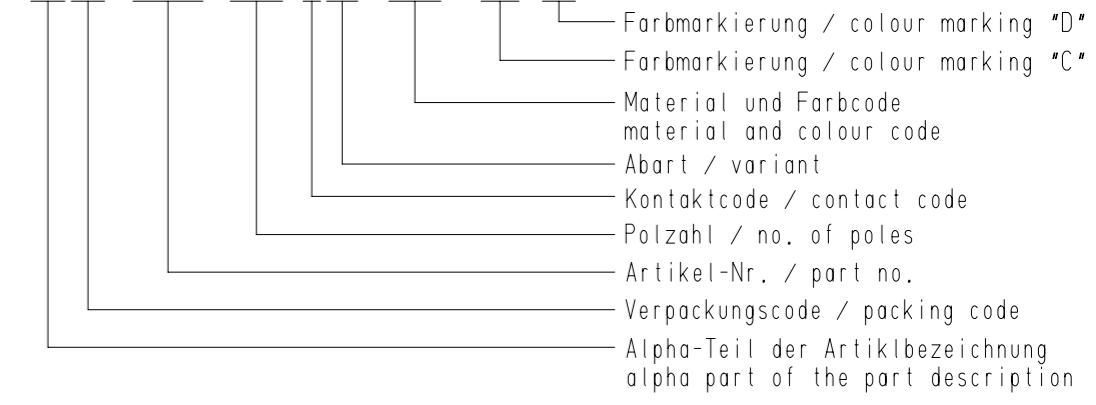 Farbmarkierung / colour marking "D"
Farbmarkierung / colour marking "C"
Material und Farbcode
material and colour code
Abart / variant
Kontaktcode / contact code
Polzahl / no. of poles
Artikel-Nr. / part no.
Verpackungscode / packing code
Alpha-Teil der Artiklbezeichnung
alpha part of the part description